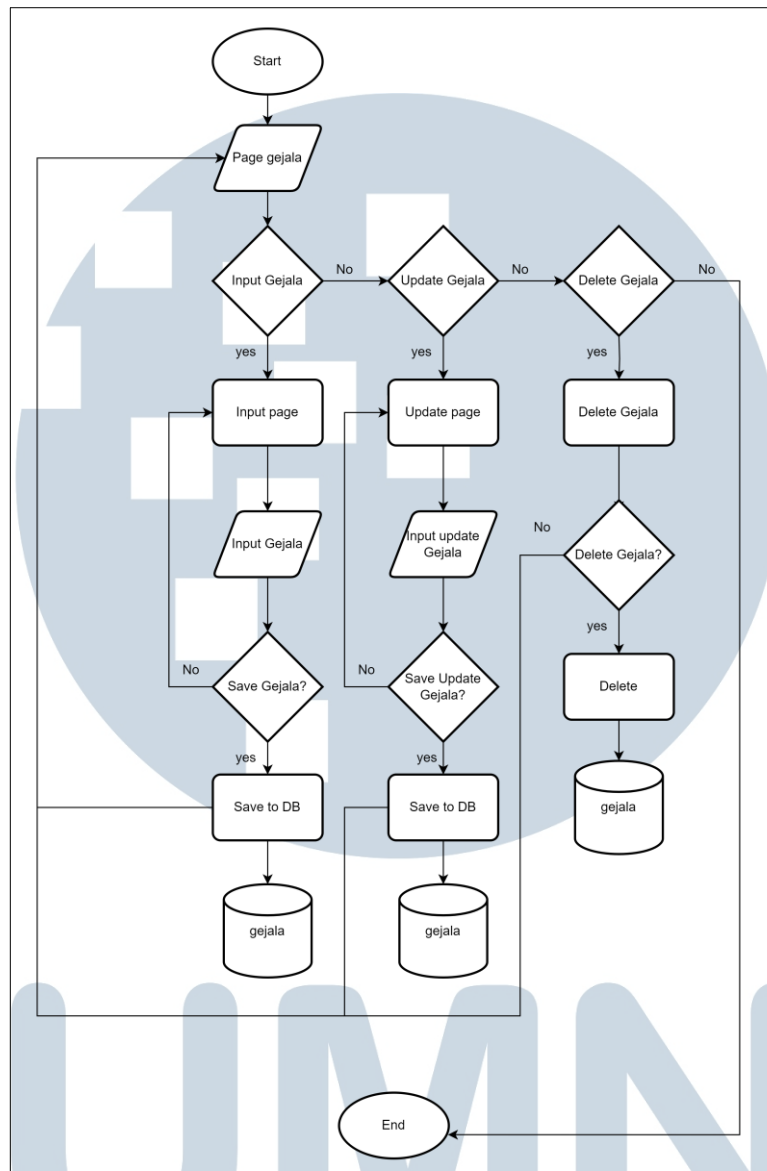 Start
Page gejala
Input Gejala
No
Update Gejala
No
Delete Gejala
No
yes
yes
yes
Input page
Update page
Delete Gejala
Input Gejala
Input update
Gejala
No
Delete Gejala?
yes
No
Save Gejala?
No
Save Update
Gejala?
Delete
yes
yes
Save to DB
Save to DB
gejala
gejala
gejala
End
UMN